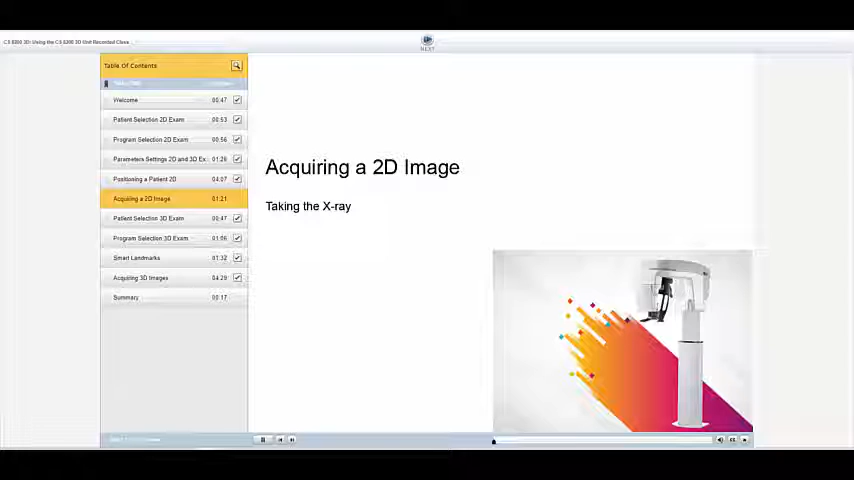 CS 8200 3D: Using the CS 8200 3D Unit Recorded Class
NEXT
Table Of Contents
Welcome 00:47
Patient Selection 2D Exam 00:53
Program Selection 2D Exam 00:56
Parameters Settings 2D and 3D Ex... 01:28
Positioning a Patient 2D 04:07
Acquiring a 2D Image 01:21
Patient Selection 3D Exam 00:47
Program Selection 3D Exam 01:06
Smart Landmarks 01:32
Acquiring 3D Images 04:29
Summary 00:17
Acquiring a 2D Image
Taking the X-ray